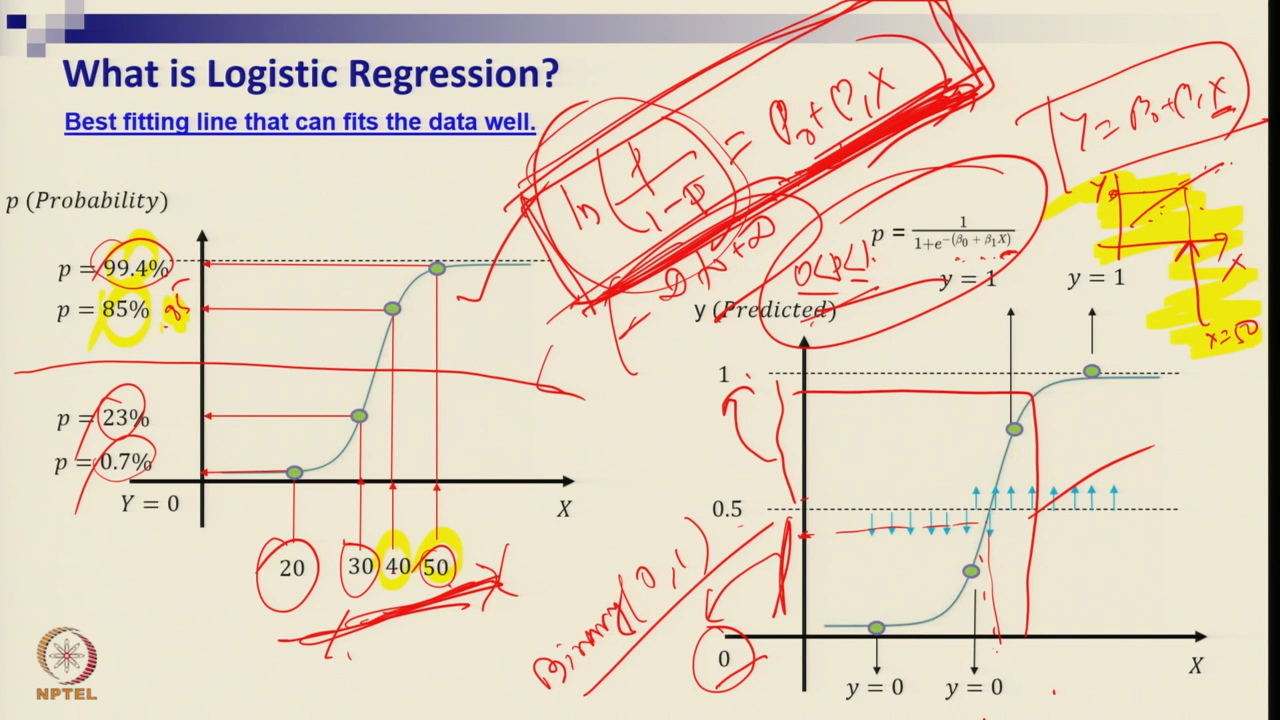 What is Logistic Regression?
Best fitting line that can fits the data well.
ln(p/1-p) = β0+β1X
Y = β0+β1X
p (Probability)
p = 99.4%
p = 85%
.85
p = 23%
p = 0.7%
Y = 0
X
20 30 40 50
-∞ to +∞
0<p<1
p = 1/1+e^-(β0 + β1X)
Y
X
x=50
y = 1 y = 1
y (Predicted)
1
0.5
0
Binary(0,1)
X
y = 0 y = 0
NPTEL